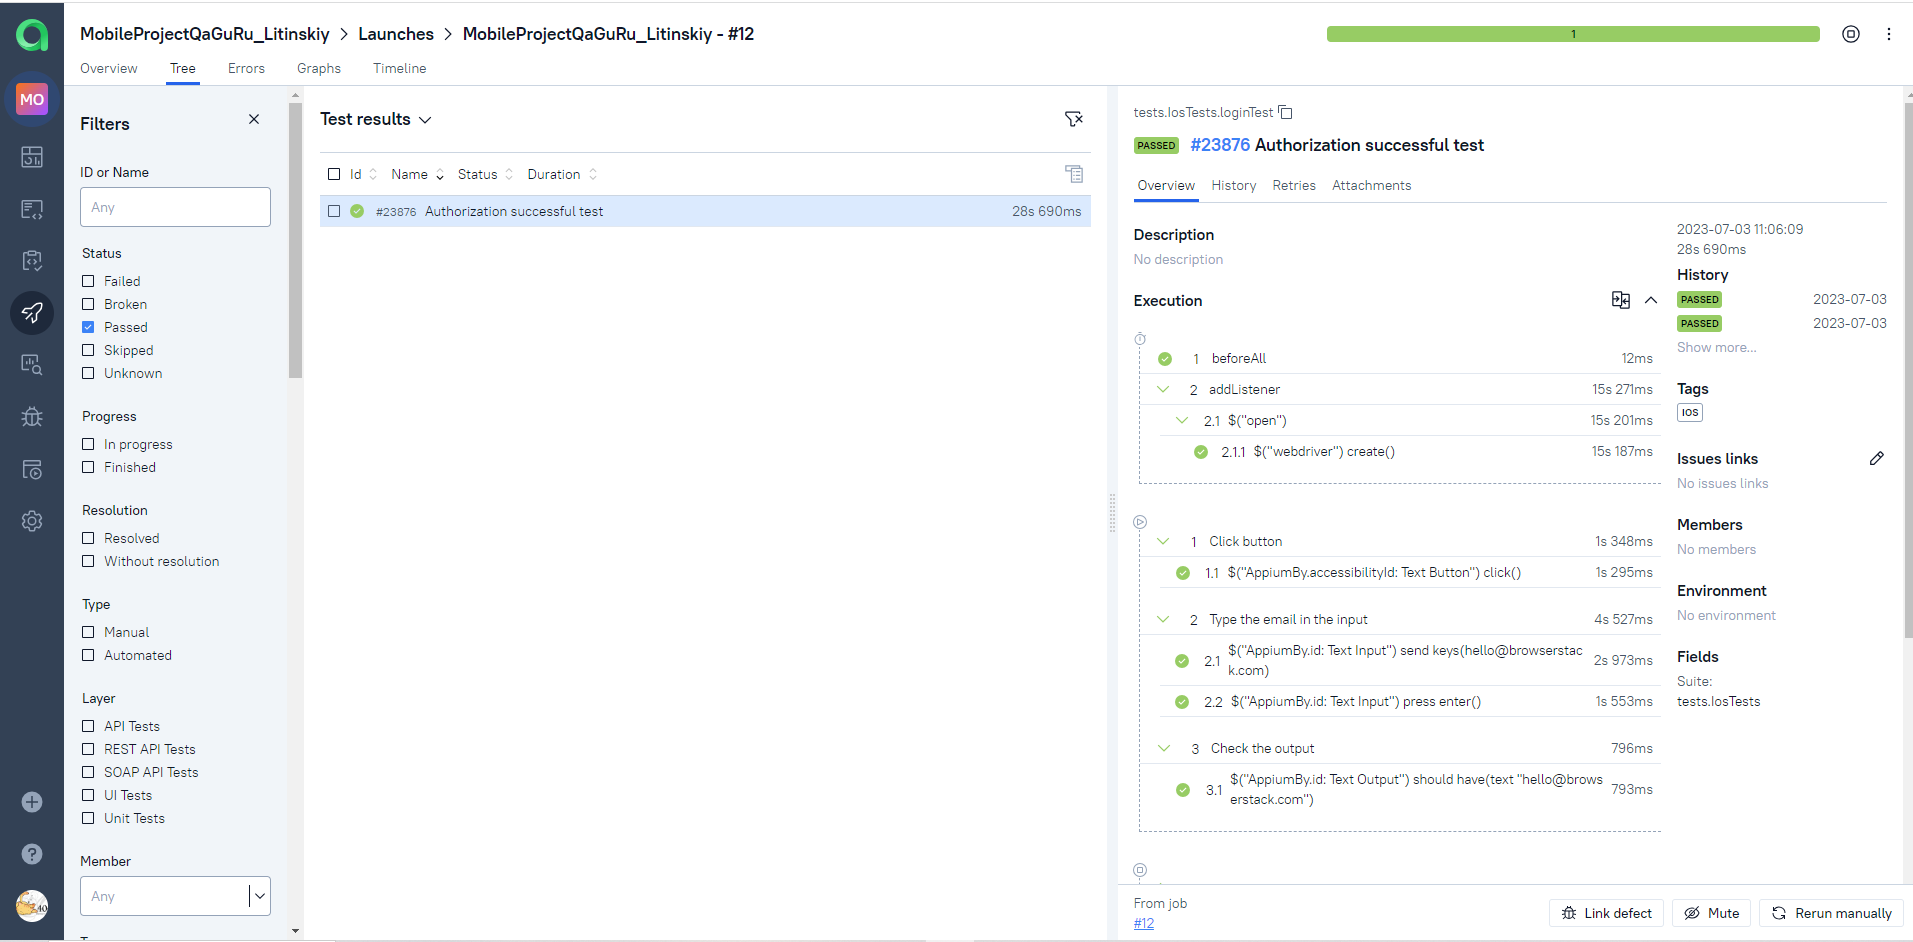 MobileProjectQaGuRu_Litinskiy > Launches > MobileProjectQaGuRu_Litinskiy - #12
1
Overview Tree Errors Graphs Timeline
MO
Filters
ID or Name
Any
Status
Failed
Broken
Passed
Skipped
Unknown
Progress
In progress
Finished
Resolution
Resolved
Without resolution
Type
Manual
Automated
Layer
API Tests
REST API Tests
SOAP API Tests
UI Tests
Unit Tests
Member
Any
Test results
Id Name Status Duration
#23876 Authorization successful test 28s 690ms
tests.IosTests.loginTest
PASSED #23876 Authorization successful test
Overview History Retries Attachments
Description
No description
Execution
1 beforeAll 12ms
2 addListener 15s 271ms
2.1 $("open") 15s 201ms
2.1.1 $("webdriver") create() 15s 187ms
1 Click button 1s 348ms
1.1 $("AppiumBy.accessibilityId: Text Button") click() 1s 295ms
2 Type the email in the input 4s 527ms
2.1 $("AppiumBy.id: Text Input") send keys(hello@browserstac
k.com) 2s 973ms
2.2 $("AppiumBy.id: Text Input") press enter() 1s 553ms
3 Check the output 796ms
3.1 $("AppiumBy.id: Text Output") should have(text "hello@brows
erstack.com") 793ms
2023-07-03 11:06:09
28s 690ms
History
PASSED 2023-07-03
PASSED 2023-07-03
Show more...
Tags
IOS
Issues links
No issues links
Members
No members
Environment
No environment
Fields
Suite:
tests.IosTests
From job
#12
Link defect Mute Rerun manually